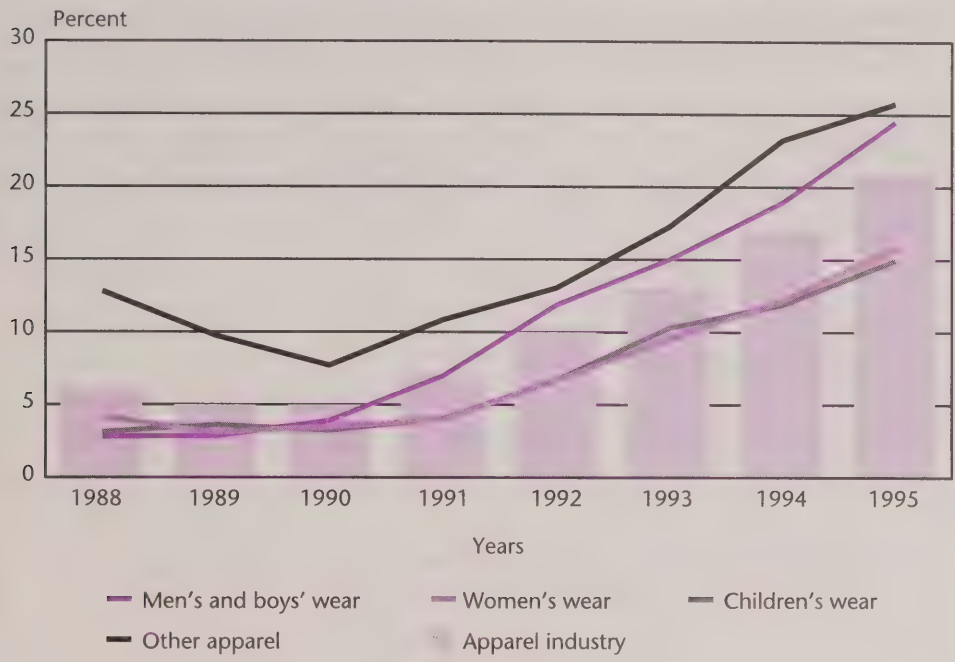 Percent
30
25
20
15
10
5
0
1988 1989 1990 1991 1992 1993 1994 1995
Years
Men's and boys' wear Women's wear Children's wear
Other apparel Apparel industry